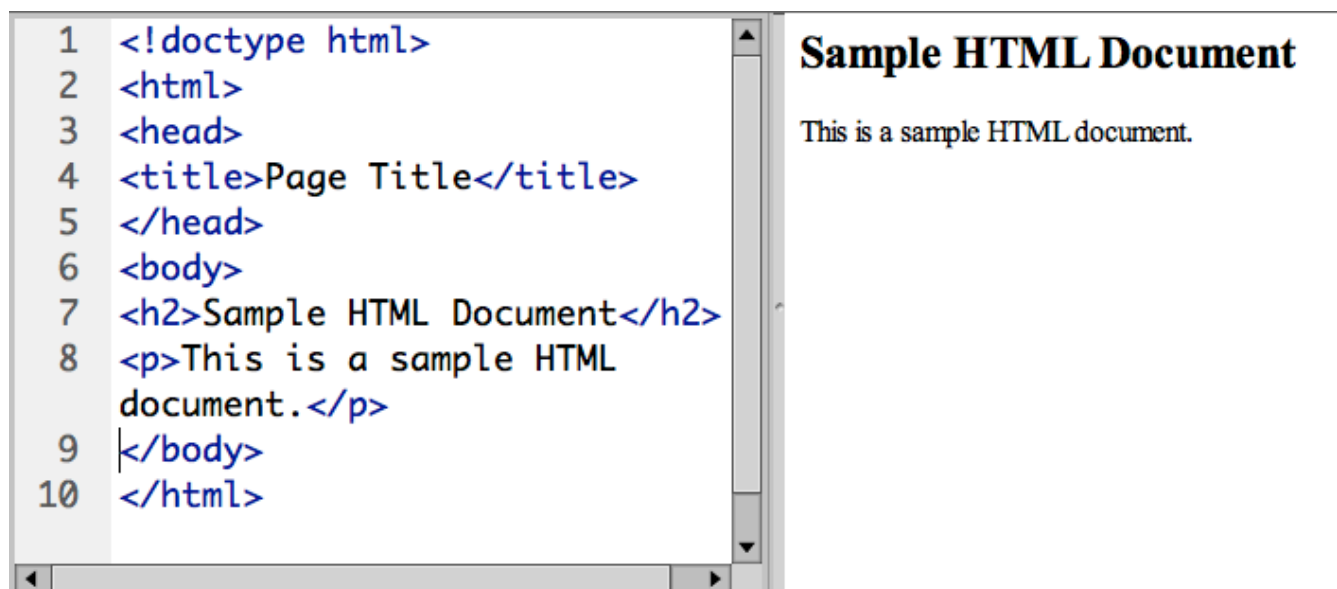 1 <!doctype html>
2 <html>
3 <head>
4 <title>Page Title</title>
5 </head>
6 <body>
7 <h2>Sample HTML Document</h2>
8 <p>This is a sample HTML
document.</p>
9 </body>
10 </html>
Sample HTML Document
This is a sample HTML document.